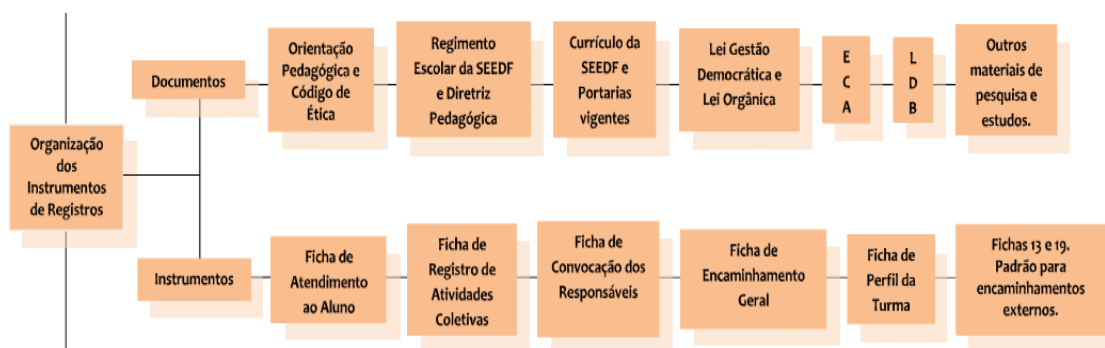 Organização
dos
Instrumentos
de Registros
Documentos
Orientação
Pedagógica e
Código de
Ética
Regimento
Escolar da SEEDF
e Diretriz
Pedagógica
Currículo da
SEEDF e
Portarias
vigentes
Lei Gestão
Democrática e
Lei Orgânica
E
C
A
L
D
B
Outros
materiais de
pesquisa e
estudos.
Instrumentos
Ficha de
Atendimento
ao Aluno
Ficha de
Registro de
Atividades
Coletivas
Ficha de
Convocação dos
Responsáveis
Ficha de
Encaminhamento
Geral
Ficha de
Perfil da
Turma
Fichas 13 e 19.
Padrão para
encaminhamentos
externos.